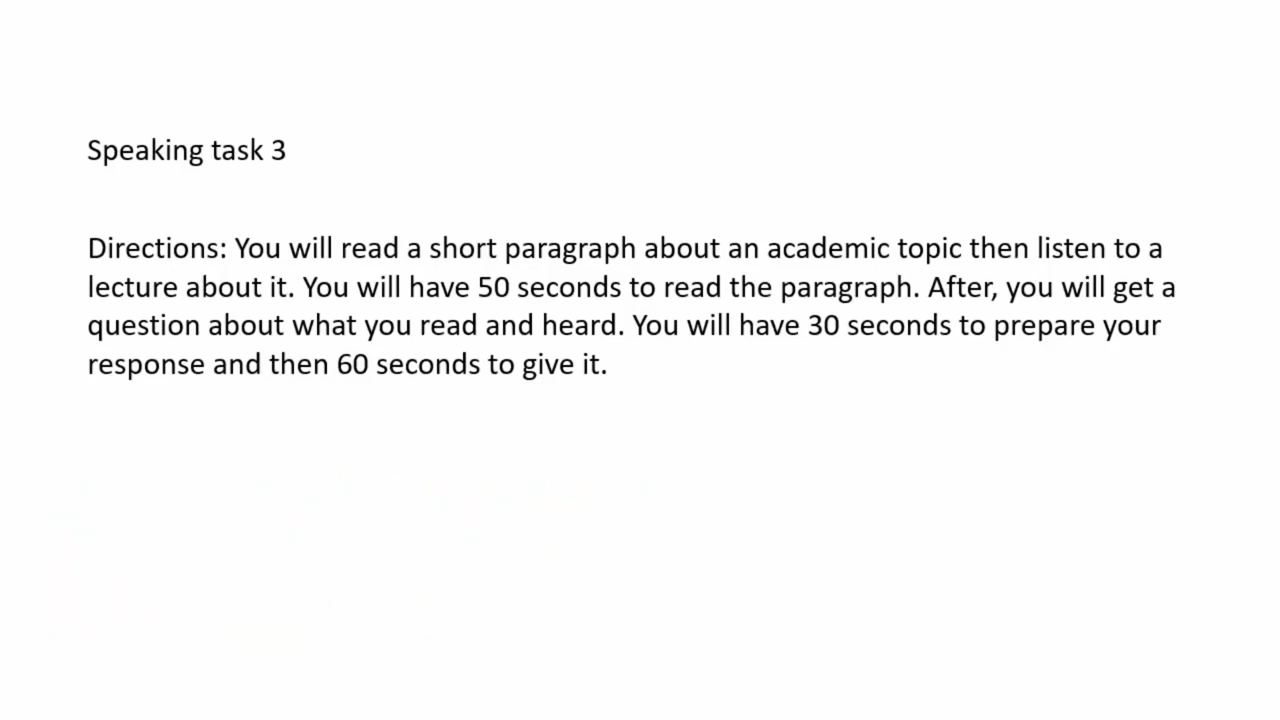 Speaking task 3
Directions: You will read a short paragraph about an academic topic then listen to a
lecture about it. You will have 50 seconds to read the paragraph. After, you will get a
question about what you read and heard. You will have 30 seconds to prepare your
response and then 60 seconds to give it.